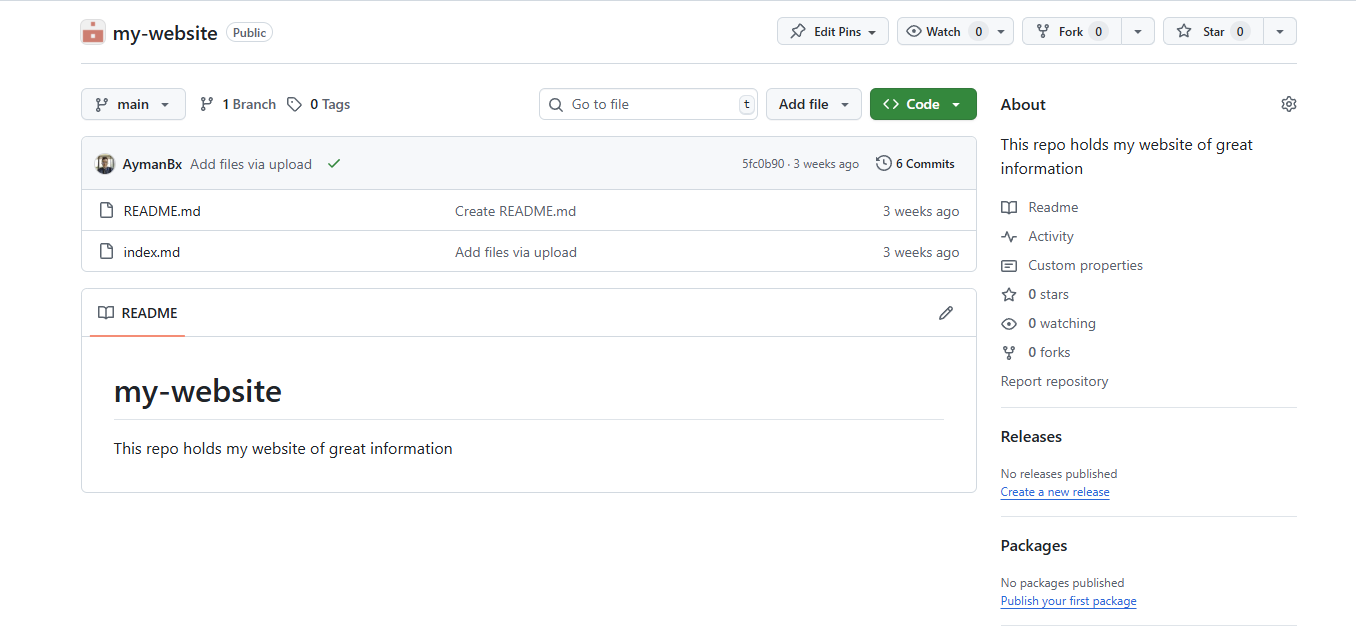 my-website Public Edit Pins Watch 0 Fork 0 Star 0
main 1 Branch 0 Tags Go to file t Add file Code
AymanBx Add files via upload 5fc0b90 · 3 weeks ago 6 Commits
README.md Create README.md 3 weeks ago
index.md Add files via upload 3 weeks ago
README
my-website
This repo holds my website of great information
About
This repo holds my website of great
information
Readme
Activity
Custom properties
0 stars
0 watching
0 forks
Report repository
Releases
No releases published
Create a new release
Packages
No packages published
Publish your first package